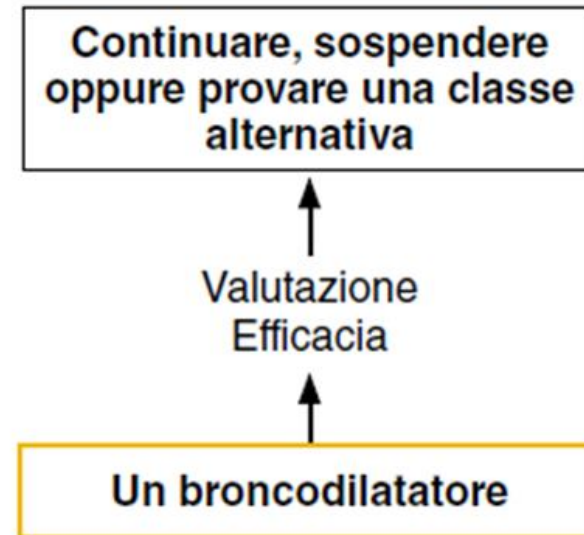 Continuare, sospendere
oppure provare una classe
alternativa
Valutazione
Efficacia
Un broncodilatatore